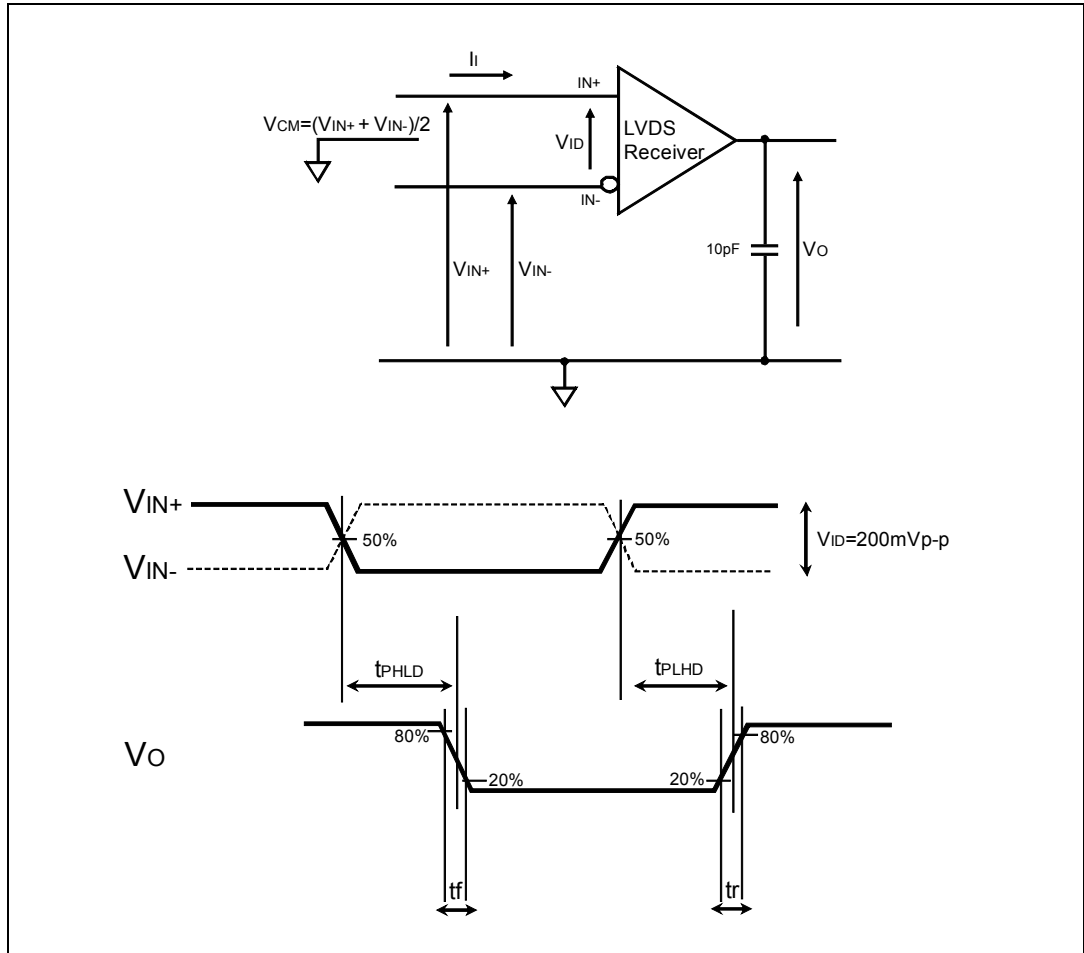 II
IN+
VCM=(VIN+ + VIN-)/2
LVDS
Receiver
VID
IN-
VIN+
VIN-
10pF
VO
VIN+
50%
50%
VID=200mVp-p
VIN-
tPHLD
tPLHD
VO
80%
80%
20%
20%
tf
tr